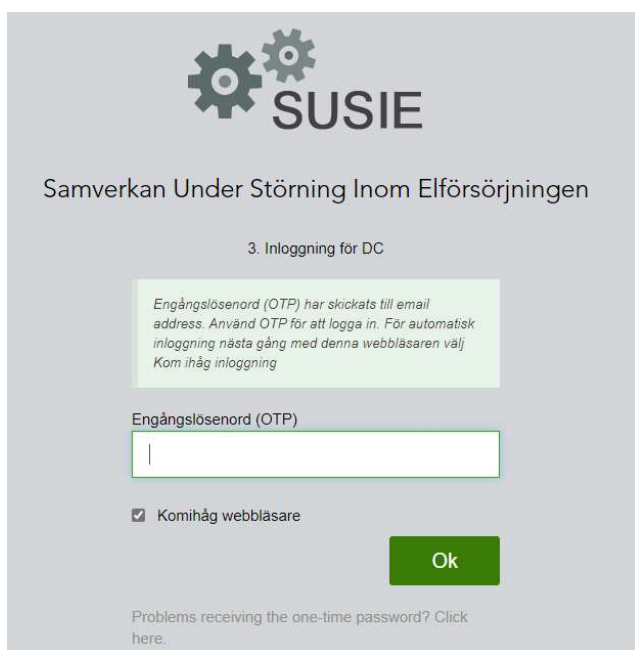 SUSIE
Samverkan Under Störning Inom Elförsörjningen
3. Inloggning för DC
Engångslösenord (OTP) har skickats till email
address. Använd OTP för att logga in. För automatisk
inloggning nästa gång med denna webbläsaren välj
Kom ihåg inloggning
Engångslösenord (OTP)
Komihåg webbläsare
Ok
Problems receiving the one-time password? Click
here.